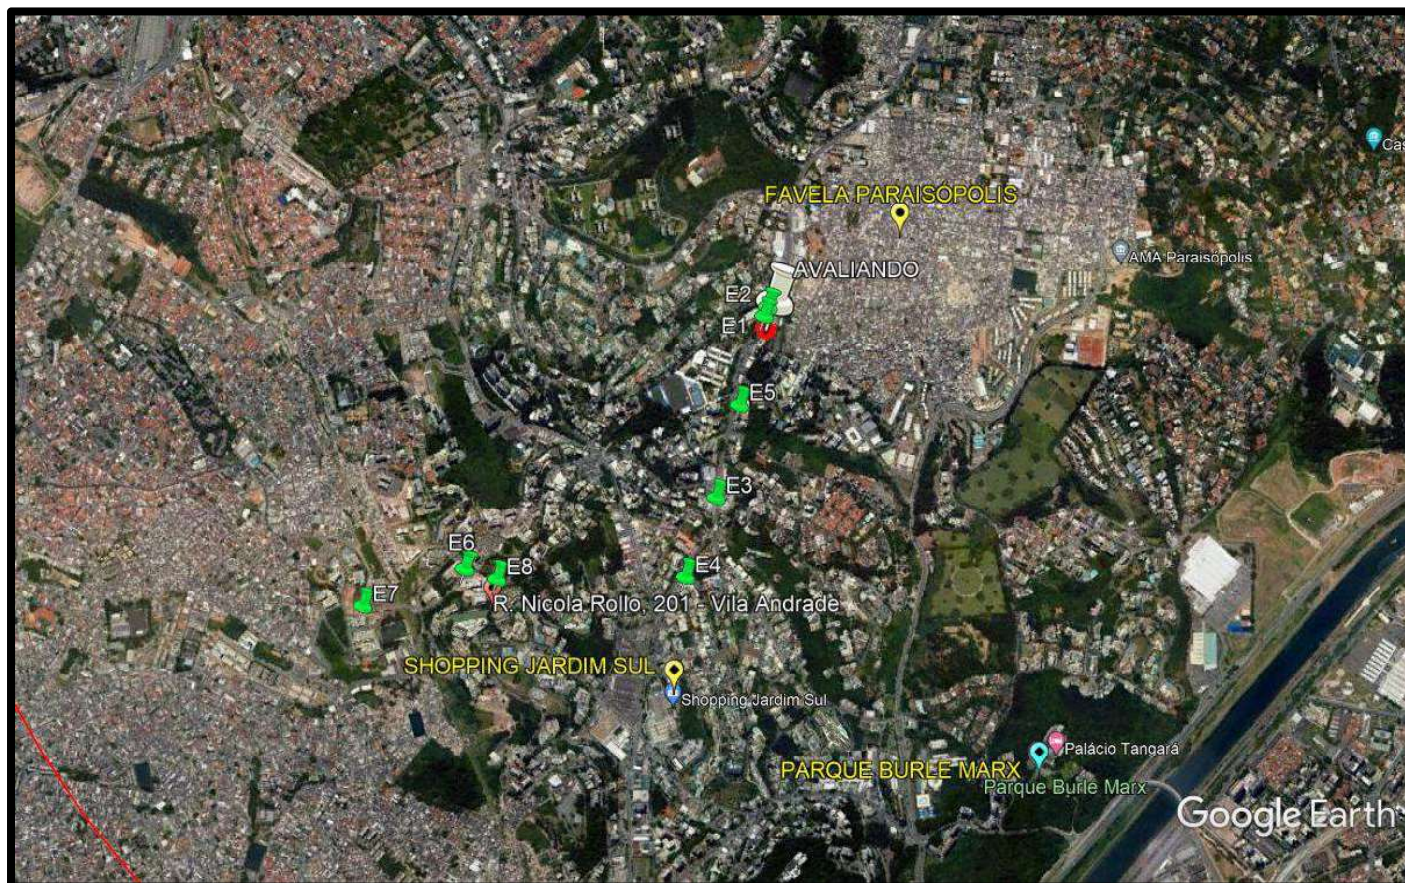 Cas
FAVELA PARAISÓPOLIS
AMA Paraisópolis
AVALIANDO
E2
E1
E5
E3
E6
E8
E4
E7
R. Nicola Rollo, 201 - Vila Andrade
SHOPPING JARDIM SUL
Shopping Jardim Sul
Palácio Tangará
PARQUE BURLE MARX
Parque Burle Marx
Google Earth